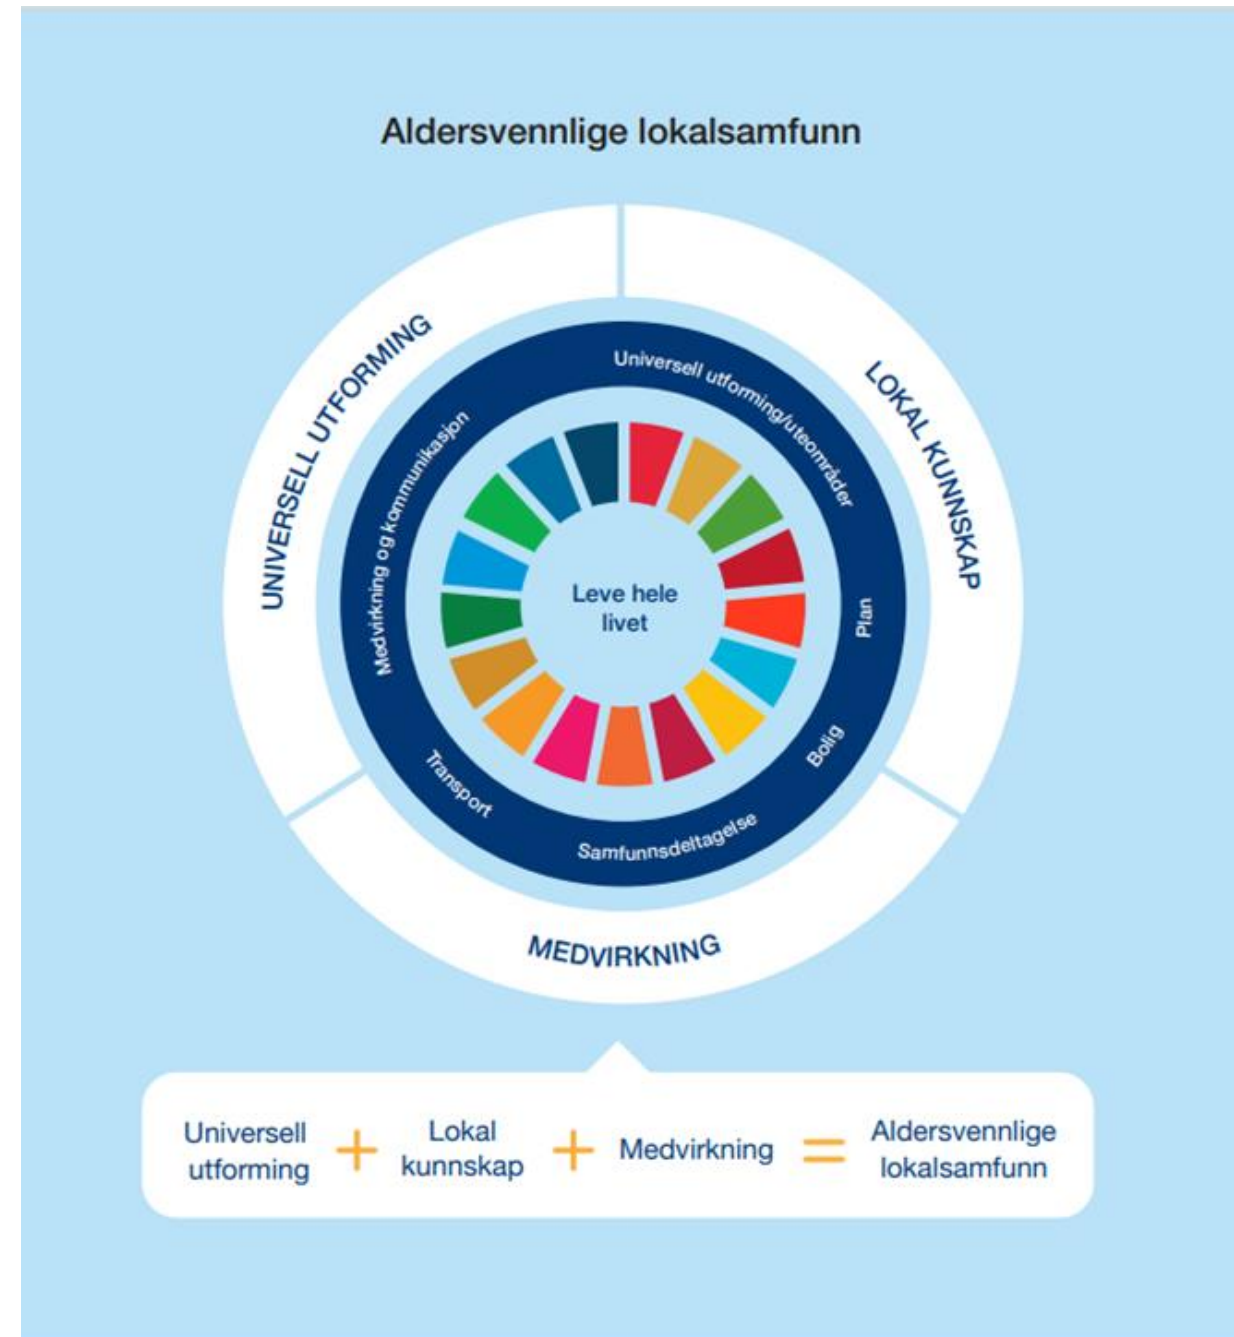 Aldersvennlige lokalsamfunn
UNIVERSELL UTFORMING
LOKAL KUNNSKAP
MEDVIRKNING
Universell utforming/uteområder
Plan
Bolig
Samfunnsdeltagelse
Transport
Medvirkning og kommunikasjon
Leve hele
livet
Universell
utforming
+
Lokal
kunnskap
+
Medvirkning
=
Aldersvennlige
lokalsamfunn